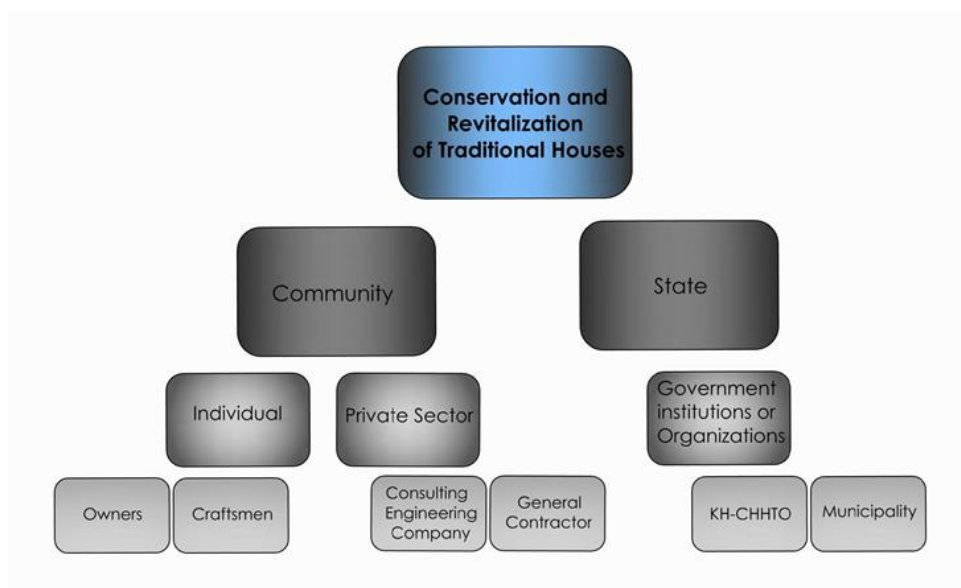 Conservation and
Revitalization
of Traditional Houses
Community
State
Individual
Private Sector
Government
institutions or
Organizations
Owners
Craftsmen
Consulting
Engineering
Company
General
Contractor
KH-CHHTO
Municipality